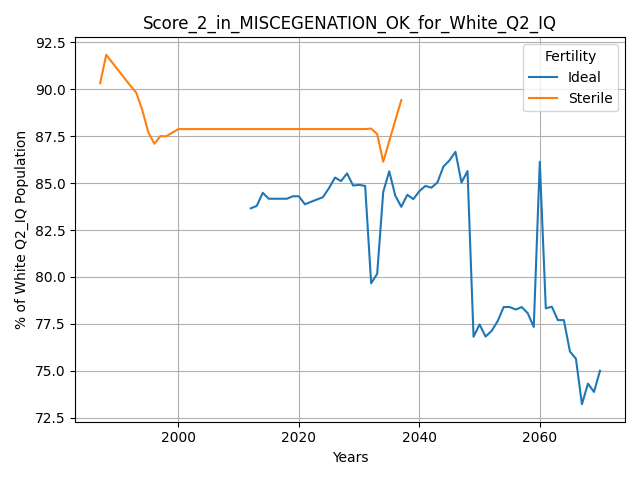 Score_2_in_MISCEGENATION_OK_for_White_Q2_IQ
% of White Q2_IQ Population
92.5
90.0
87.5
85.0
82.5
80.0
77.5
75.0
72.5
Fertility
Ideal
Sterile
2000
2020
2040
2060
Years